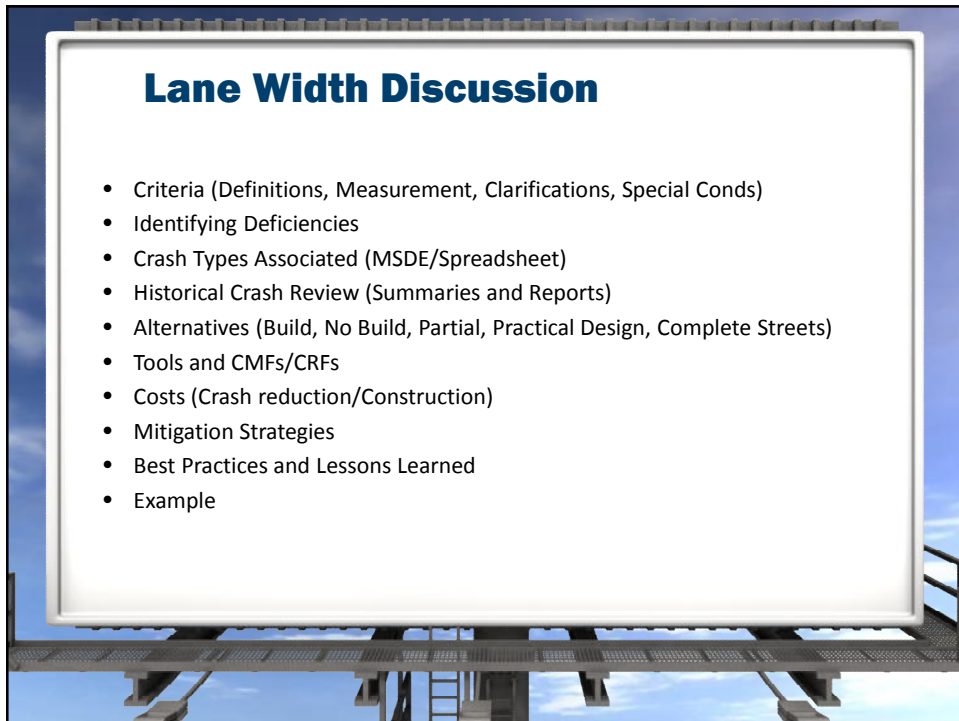 Lane Width Discussion
• Criteria (Definitions, Measurement, Clarifications, Special Conds)
• Identifying Deficiencies
• Crash Types Associated (MSDE/Spreadsheet)
• Historical Crash Review (Summaries and Reports)
• Alternatives (Build, No Build, Partial, Practical Design, Complete Streets)
• Tools and CMFs/CRFs
• Costs (Crash reduction/Construction)
• Mitigation Strategies
• Best Practices and Lessons Learned
• Example